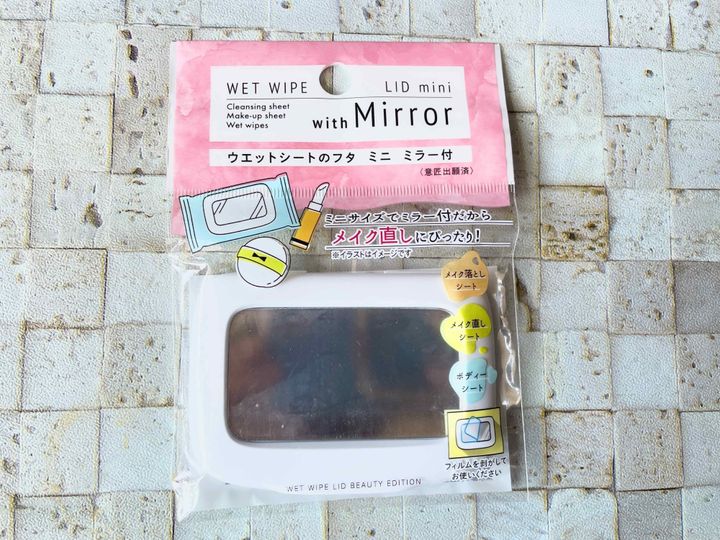 WET WIPE LID mini
Cleansing sheet
Make-up sheet
Wet wipes
with Mirror
ウエットシートのフタ ミニ ミラー付
〈意匠出願済〉
ミニサイズでミラー付だから
メイク直しにぴったり!
※イラストはイメージです
メイク落とし
シート
メイク直し
シート
ボディー
シート
フィルムを剥がして
お使いください
WET WIPE LID BEAUTY EDITION